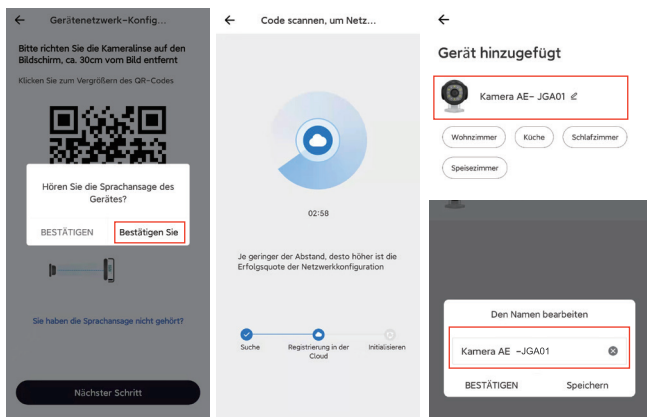 Gerätenetzwerk-Konfig...
Bitte richten Sie die Kameralinse auf den
Bildschirm, ca. 30cm vom Bild entfernt
Klicken Sie zum Vergrößern des QR-Codes
Hören Sie die Sprachansage des
Gerätes?
BESTÄTIGEN
Bestätigen Sie
Sie haben die Sprachansage nicht gehört?
Nächster Schritt
Code scannen, um Netz...
02:58
Je geringer der Abstand, desto höher ist die
Erfolgsquote der Netzwerkkonfiguration
Suche
Registrierung in der
Cloud
Initialisieren
Gerät hinzugefügt
Kamera AE- JGA01
Wohnzimmer
Küche
Schlafzimmer
Speisezimmer
Den Namen bearbeiten
Kamera AE -JGA01
BESTÄTIGEN
Speichern